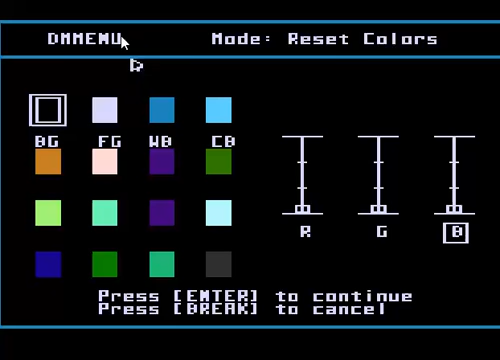 DMMENU Mode: Reset Colors
BG FG WB CB
R G B
Press [ENTER] to continue
Press [BREAK] to cancel